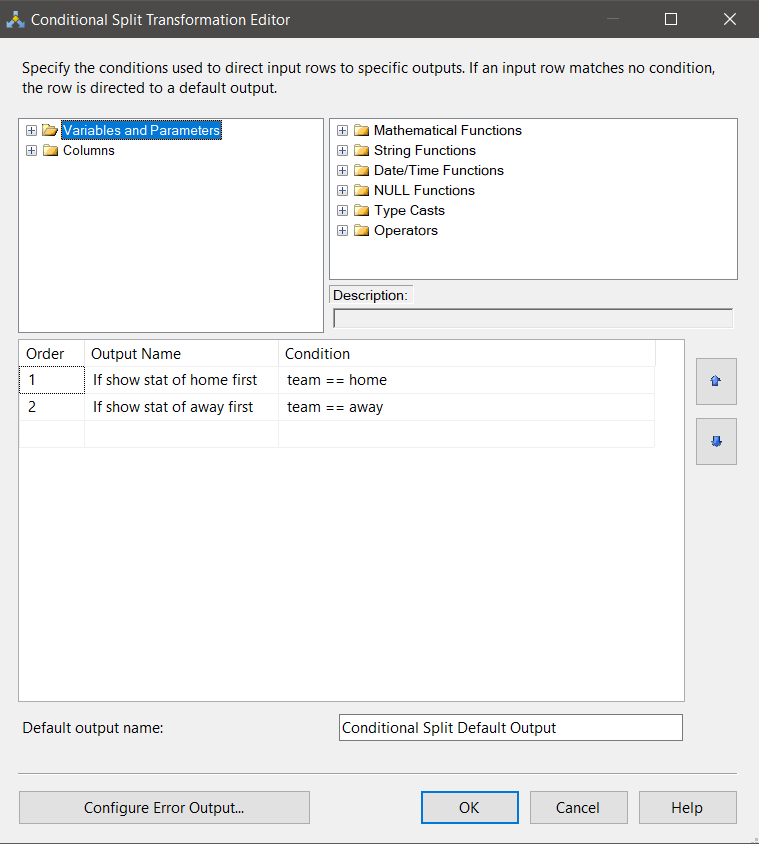 Conditional Split Transformation Editor
Specify the conditions used to direct input rows to specific outputs. If an input row matches no condition,
the row is directed to a default output.
Variables and Parameters
Columns
Mathematical Functions
String Functions
Date/Time Functions
NULL Functions
Type Casts
Operators
Description:
Order Output Name Condition
1 If show stat of home first team == home
2 If show stat of away first team == away
Default output name: Conditional Split Default Output
Configure Error Output... OK Cancel Help